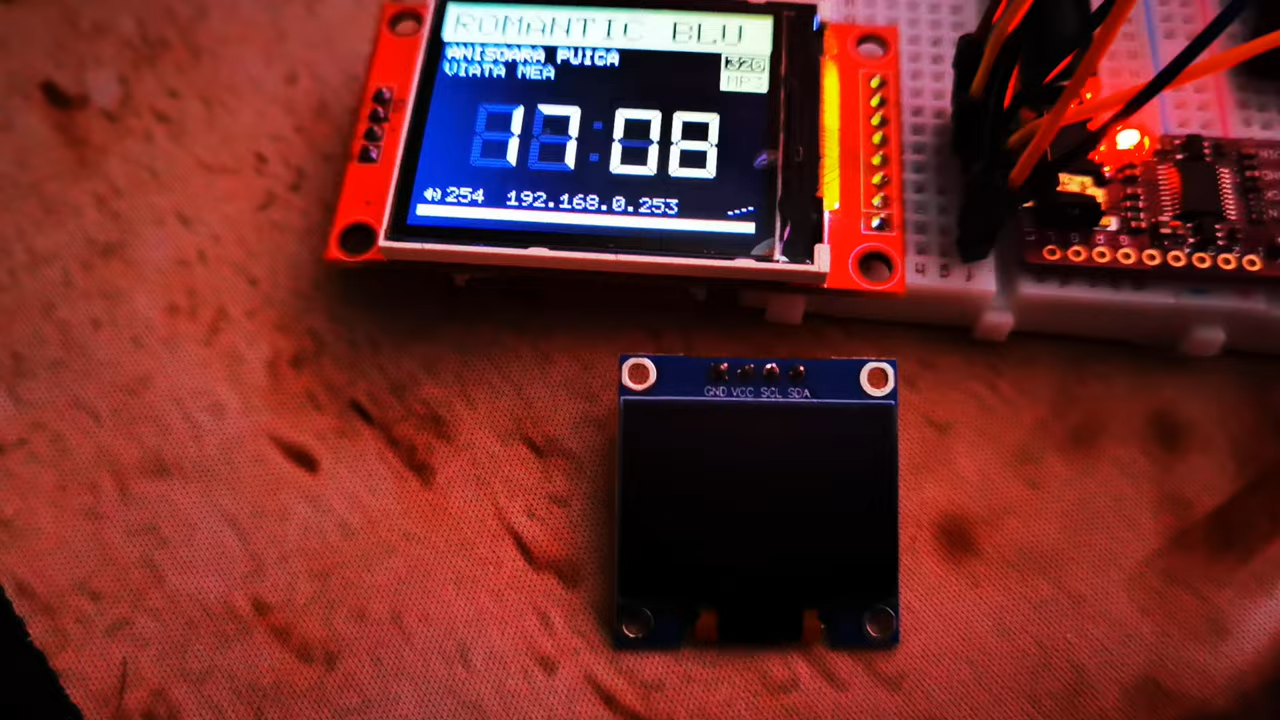 ROMANTIC BLU
ANISOARA PUICA
VIATA MEA
320
MP3
17:08
254 192.168.0.253
GND VCC SCL SDA